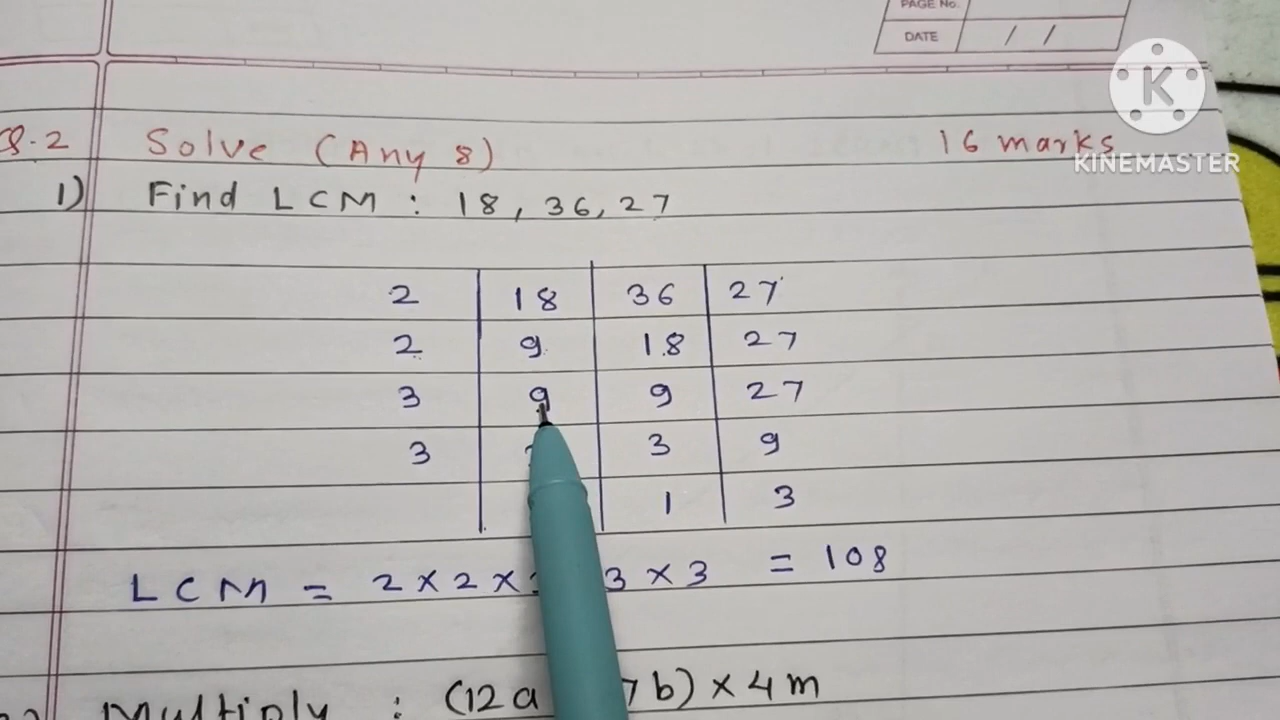 PAGE No.
DATE / /
K
KINEMASTER
Q.2 Solve (Any 8) 16 marks
1) Find LCM : 18, 36, 27
2 18 36 27
2 9 18 27
3 9 9 27
3 3 9
1 3
LCM = 2 × 2 × 3 × 3 = 108
Multiply : (12a 7b) × 4m